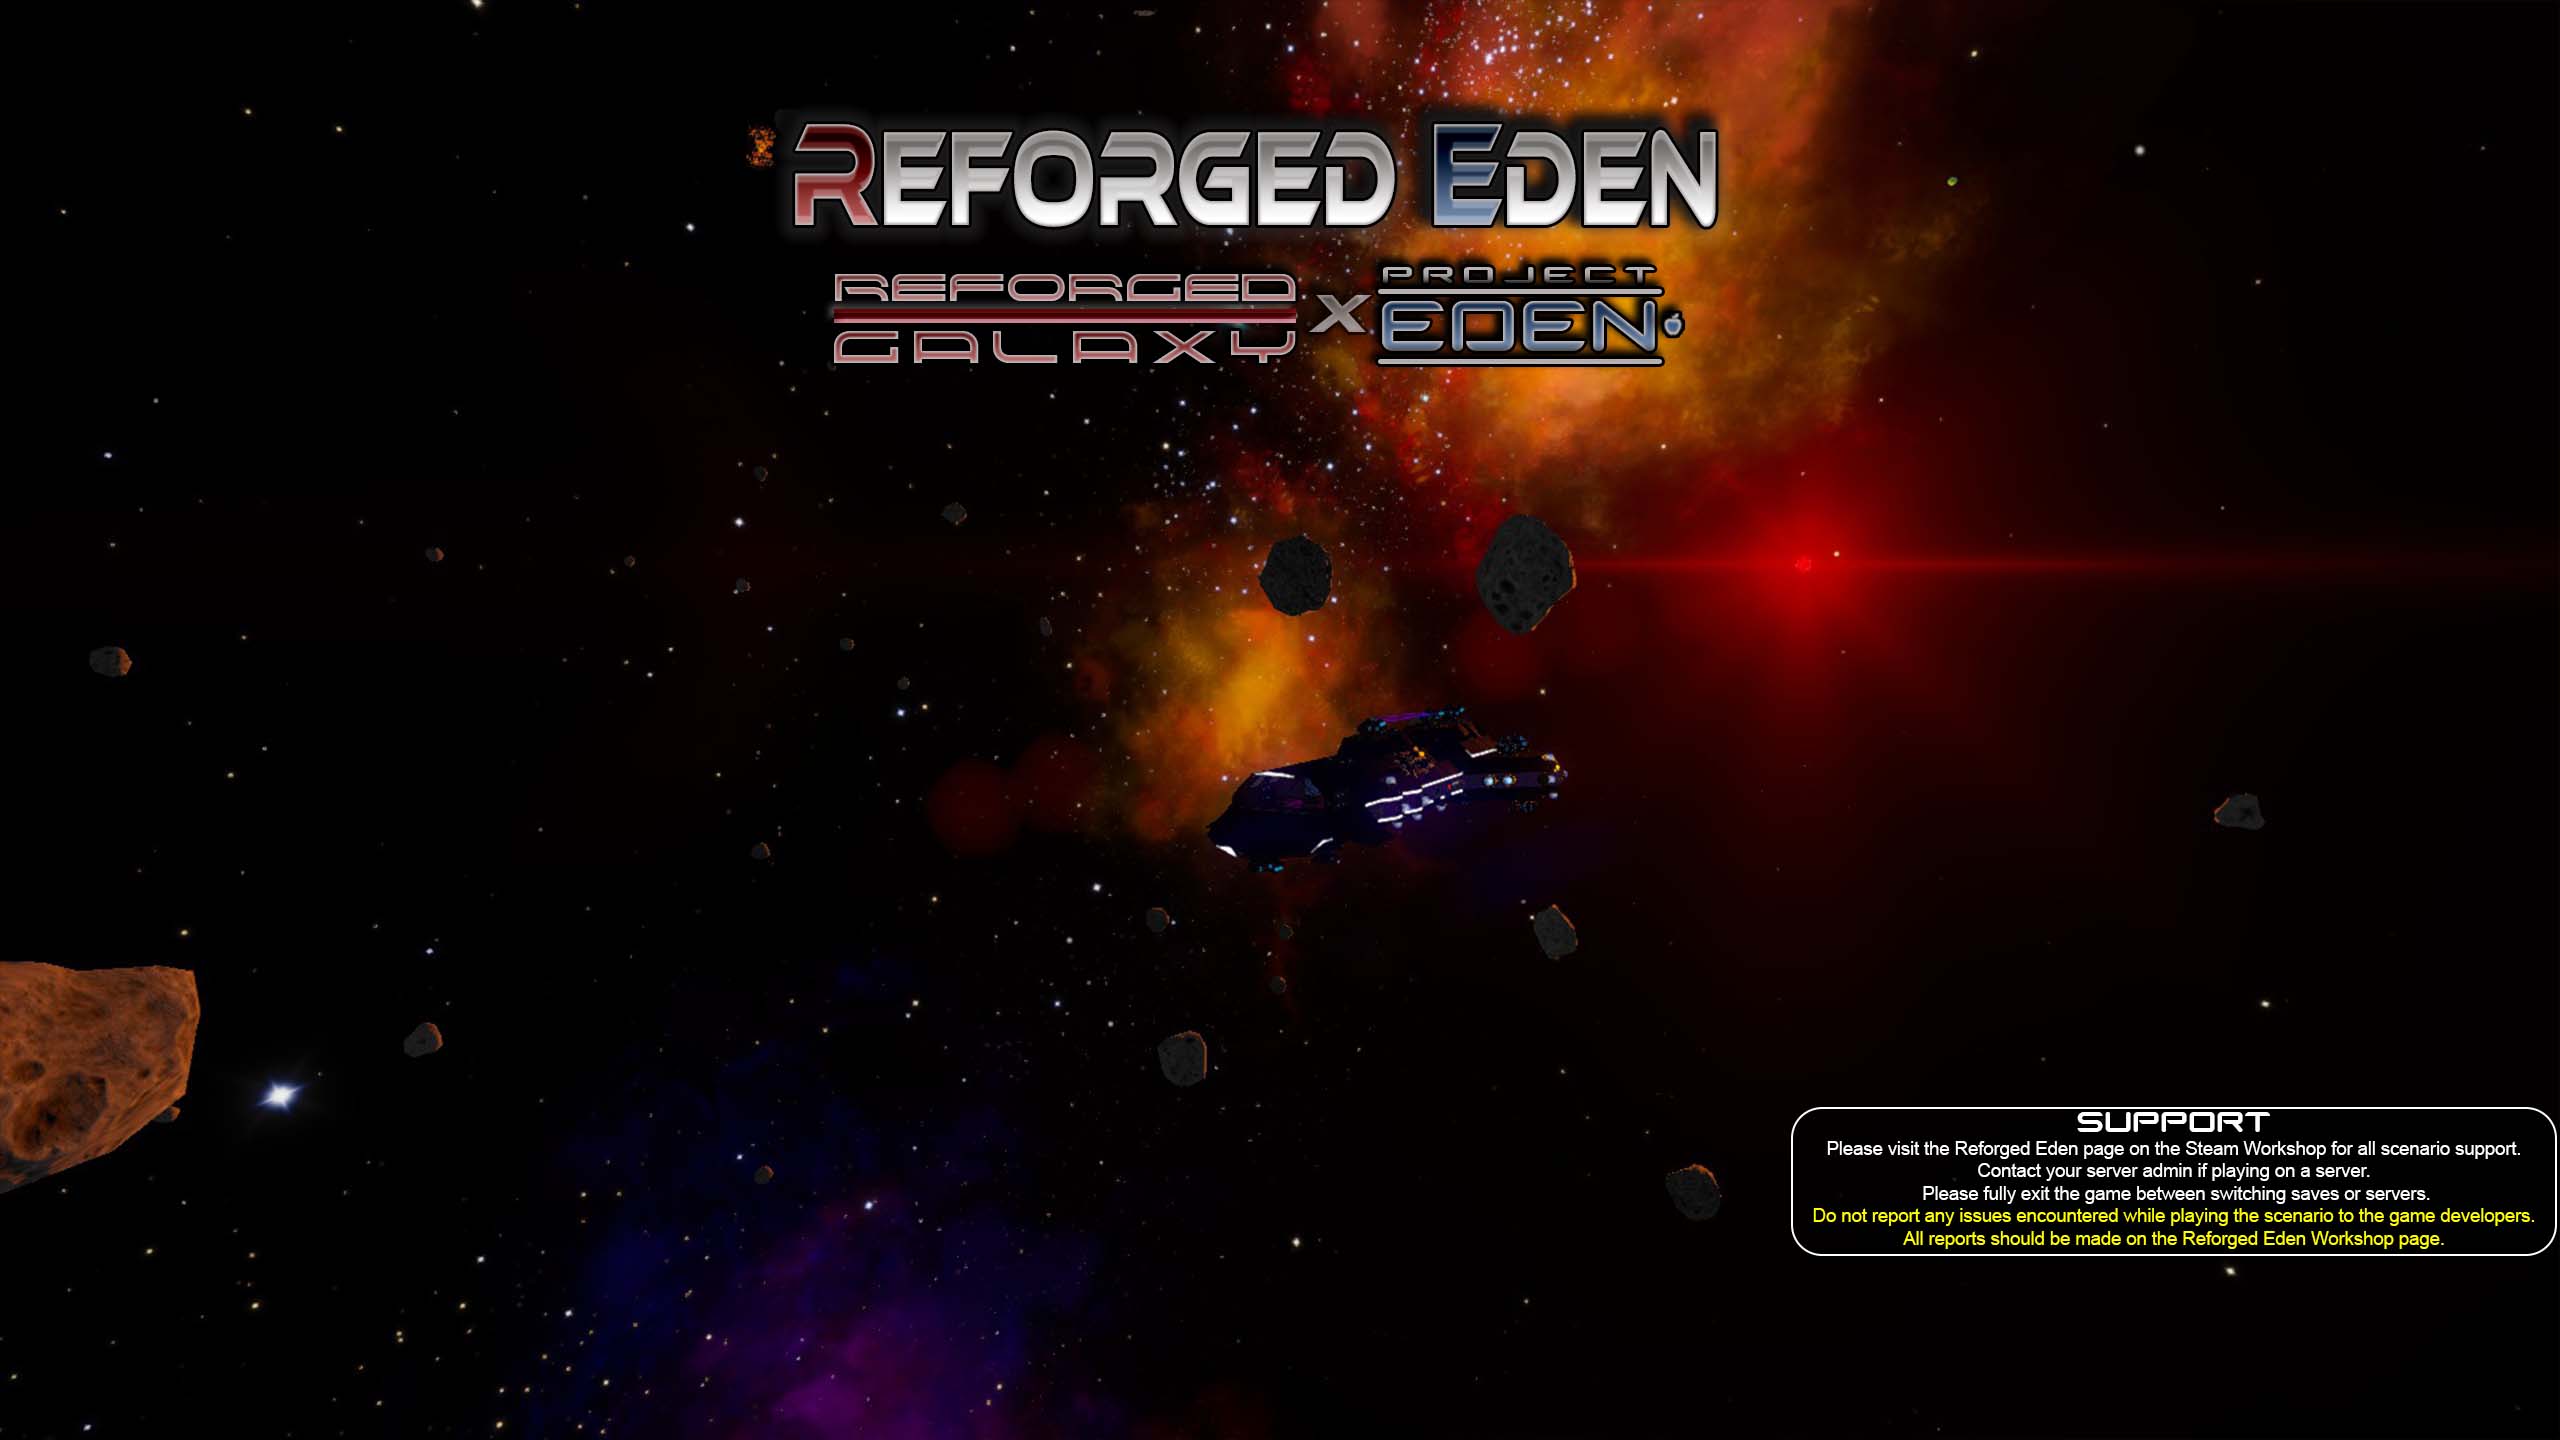 REFORGED EDEN
REFORGED
GALAXY
X
PROJECT
EDEN
SUPPORT
Please visit the Reforged Eden page on the Steam Workshop for all scenario support.
Contact your server admin if playing on a server.
Please fully exit the game between switching saves or servers.
Do not report any issues encountered while playing the scenario to the game developers.
All reports should be made on the Reforged Eden Workshop page.